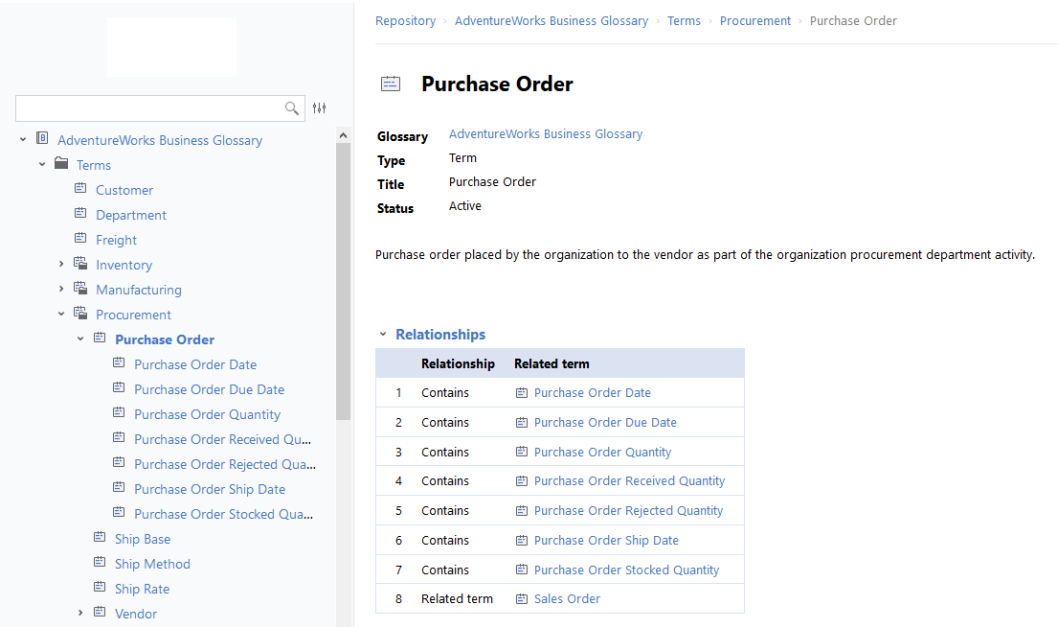 AdventureWorks Business Glossary
Terms
Customer
Department
Freight
Inventory
Manufacturing
Procurement
Purchase Order
Purchase Order Date
Purchase Order Due Date
Purchase Order Quantity
Purchase Order Received Qu...
Purchase Order Rejected Qua...
Purchase Order Ship Date
Purchase Order Stocked Qua...
Ship Base
Ship Method
Ship Rate
Vendor
Repository › AdventureWorks Business Glossary › Terms › Procurement › Purchase Order
Purchase Order
Glossary AdventureWorks Business Glossary
Type Term
Title Purchase Order
Status Active
Purchase order placed by the organization to the vendor as part of the organization procurement department activity.
Relationships
Relationship Related term
1 Contains Purchase Order Date
2 Contains Purchase Order Due Date
3 Contains Purchase Order Quantity
4 Contains Purchase Order Received Quantity
5 Contains Purchase Order Rejected Quantity
6 Contains Purchase Order Ship Date
7 Contains Purchase Order Stocked Quantity
8 Related term Sales Order